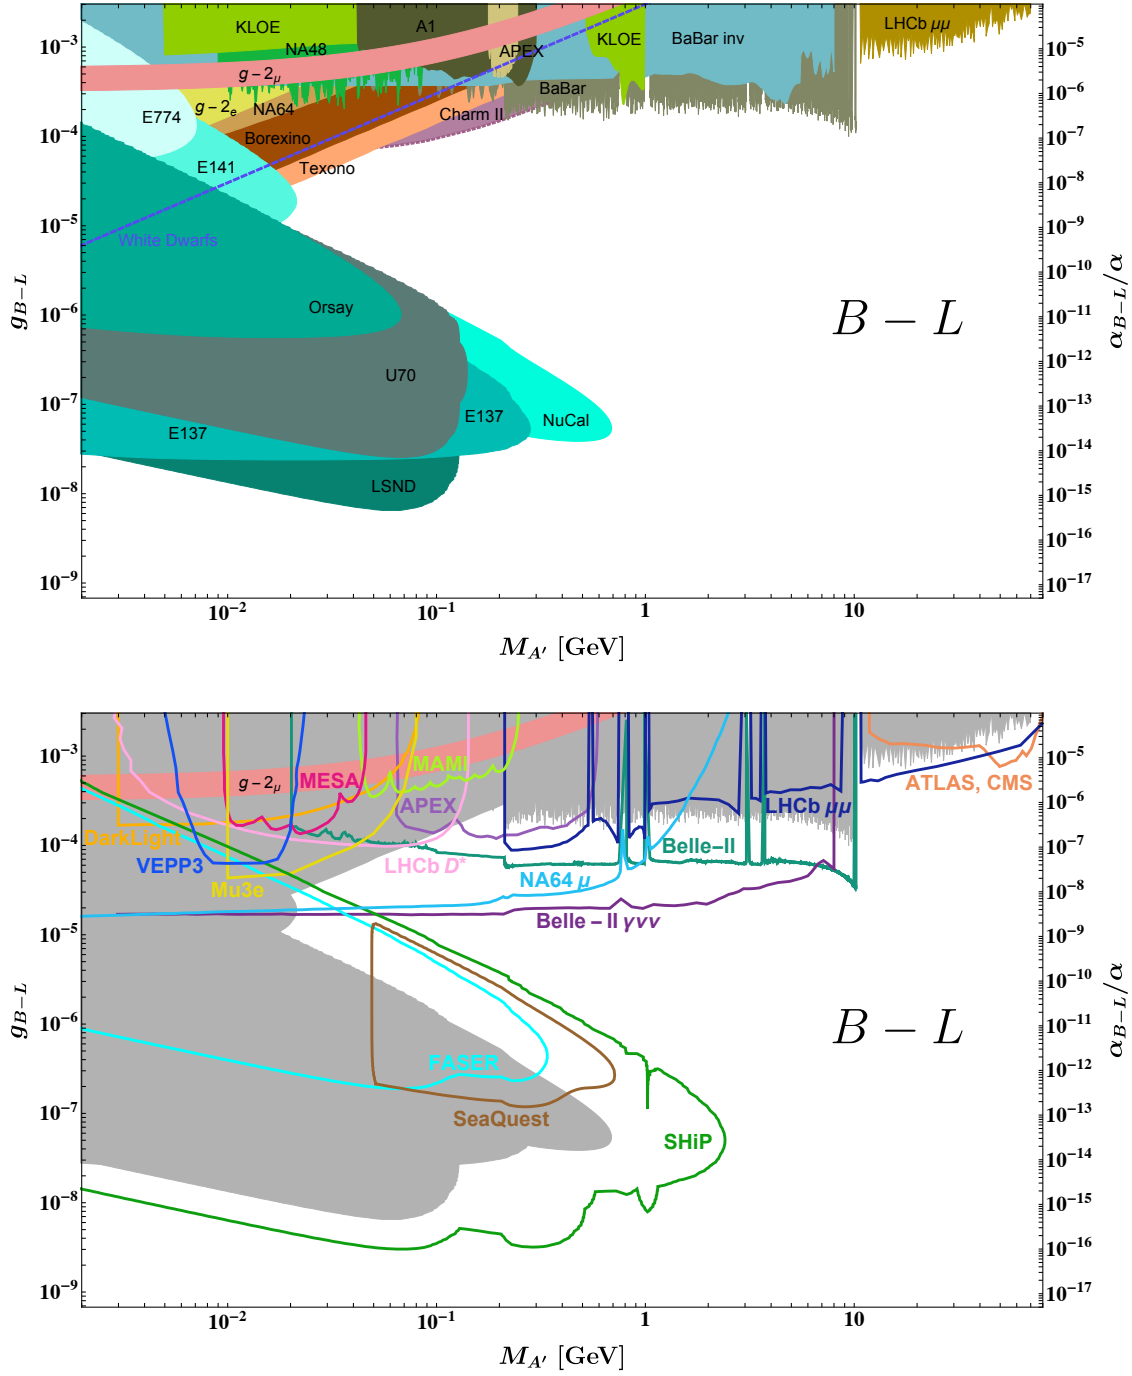 KLOE
A1
NA48
APEX
KLOE
BaBar inv
LHCb μμ
g−2μ
g−2e
NA64
BaBar
E774
Charm II
Borexino
E141
Texono
White Dwarfs
Orsay
B − L
U70
E137
NuCal
E137
LSND
10⁻³
10⁻⁴
10⁻⁵
10⁻⁶
10⁻⁷
10⁻⁸
10⁻⁹
g_{B−L}
10⁻⁵
10⁻⁶
10⁻⁷
10⁻⁸
10⁻⁹
10⁻¹⁰
10⁻¹¹
10⁻¹²
10⁻¹³
10⁻¹⁴
10⁻¹⁵
10⁻¹⁶
10⁻¹⁷
α_{B−L}/α
10⁻² 10⁻¹ 1 10
M_{A′} [GeV]
g−2μ
MESA
MAMI
APEX
ATLAS, CMS
LHCb μμ
DarkLight
VEPP3
LHCb D*
Belle−II
Mu3e
NA64 μ
Belle − II γνν
B − L
FASER
SeaQuest
SHiP
10⁻³
10⁻⁴
10⁻⁵
10⁻⁶
10⁻⁷
10⁻⁸
10⁻⁹
g_{B−L}
10⁻⁵
10⁻⁶
10⁻⁷
10⁻⁸
10⁻⁹
10⁻¹⁰
10⁻¹¹
10⁻¹²
10⁻¹³
10⁻¹⁴
10⁻¹⁵
10⁻¹⁶
10⁻¹⁷
α_{B−L}/α
10⁻² 10⁻¹ 1 10
M_{A′} [GeV]